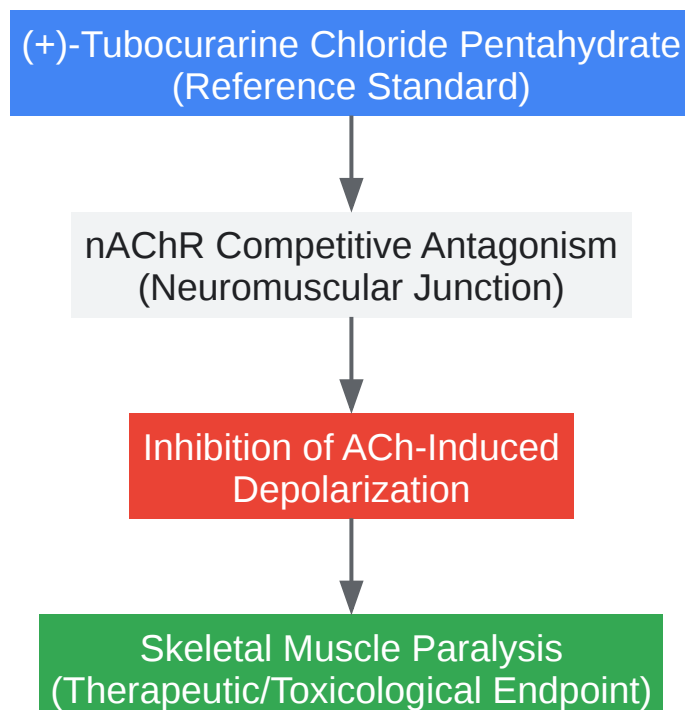 (+)-Tubocurarine Chloride Pentahydrate
(Reference Standard)
nAChR Competitive Antagonism
(Neuromuscular Junction)
Inhibition of ACh-Induced
Depolarization
Skeletal Muscle Paralysis
(Therapeutic/Toxicological Endpoint)